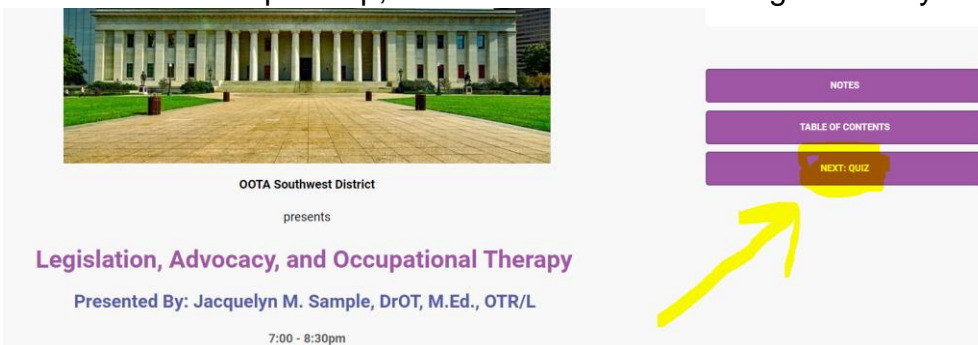 NOTES
TABLE OF CONTENTS
NEXT: QUIZ
OOTA Southwest District
presents
Legislation, Advocacy, and Occupational Therapy
Presented By: Jacquelyn M. Sample, DrOT, M.Ed., OTR/L
7:00 - 8:30pm